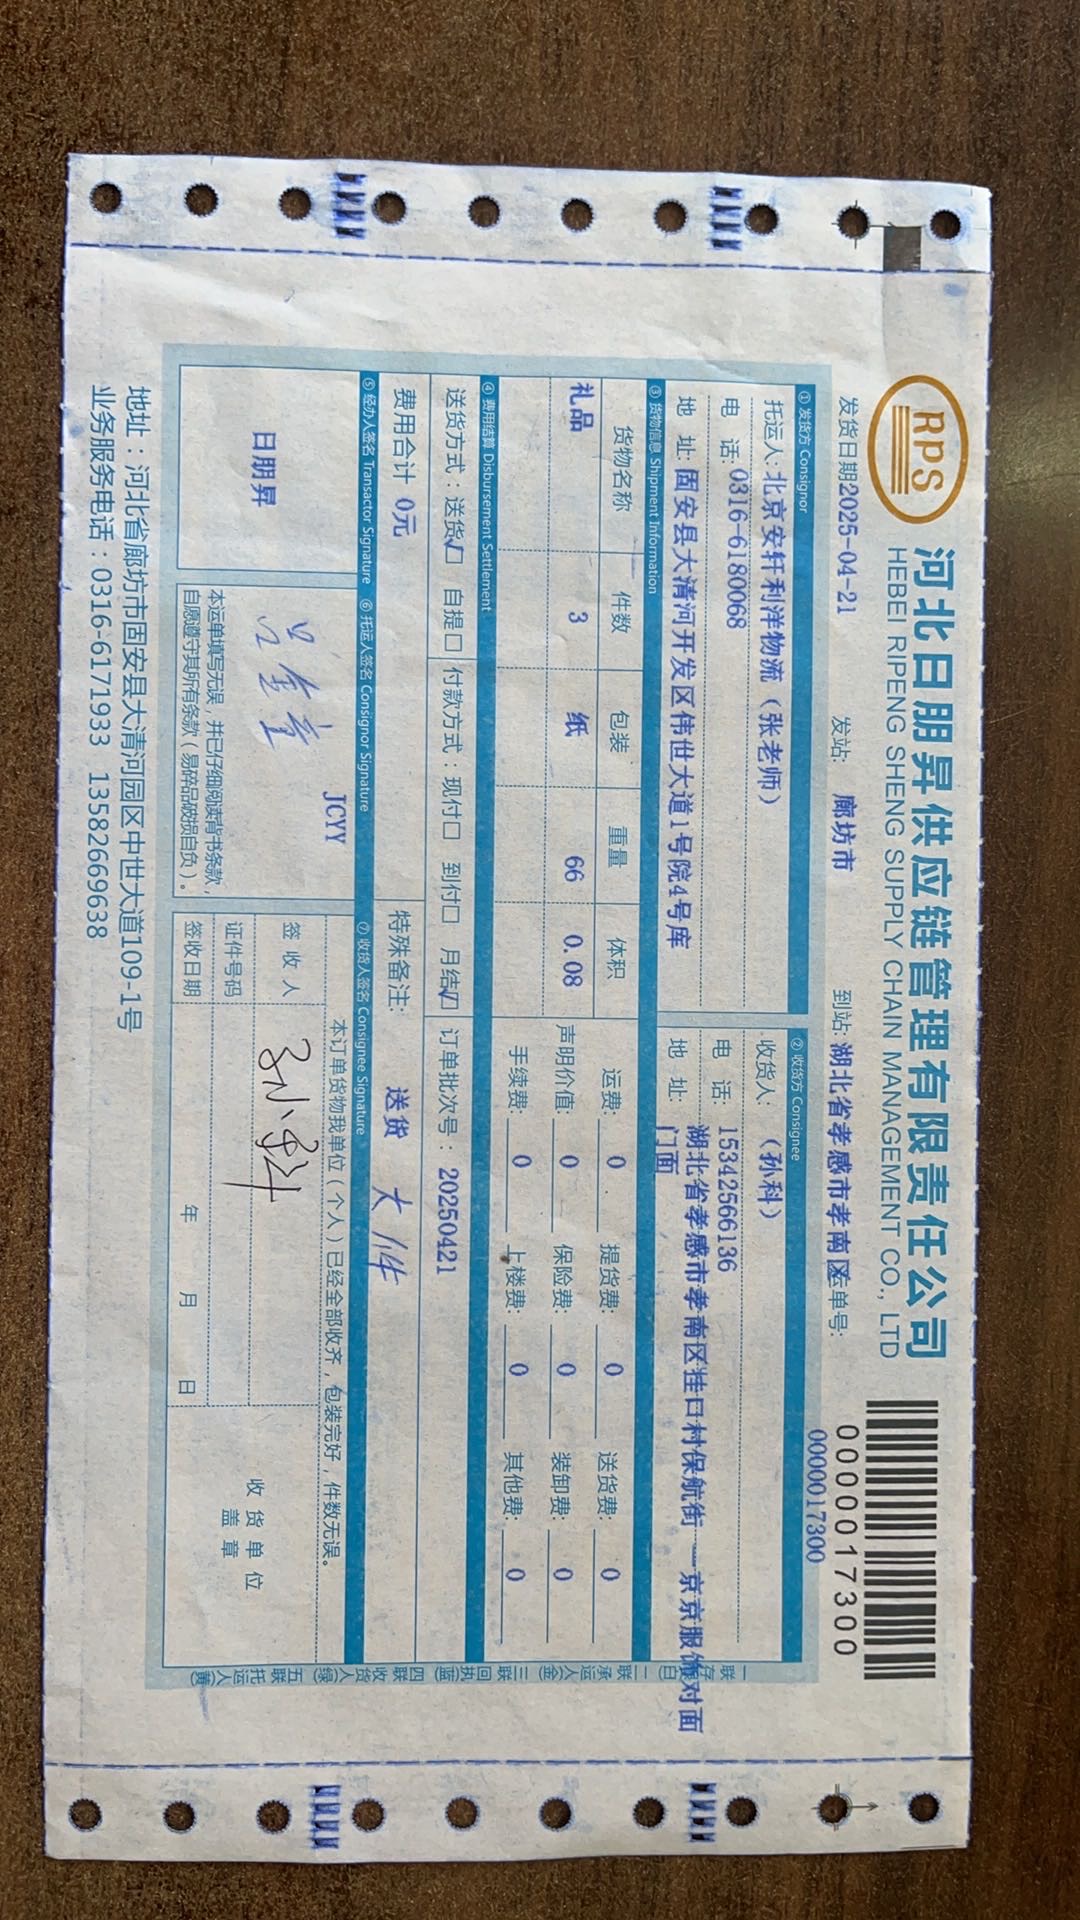 RPS
河北日朋昇供应链管理有限责任公司
HEBEI RIPENG SHENG SUPPLY CHAIN MANAGEMENT CO., LTD
0000017300
发货日期2025-04-21 发站: 廊坊市 到站: 湖北省孝感市孝南区 运单号: 0000017300
① 发货方 Consignor ② 收货方 Consignee
托运人:北京安轩利洋物流（张老师） 收货人: （孙科）
电 话:0316-6180068 电 话: 15342566136
地 址: 固安县大清河开发区伟世大道1号院4号库 地 址: 湖北省孝感市孝南区挂口村保航街——京京服饰对面
门面
③ 货物信息 Shipment Information
货物名称 件数 包装 重量 体积 运费: 0 提货费: 0 送货费: 0
礼品 3 纸 66 0.08 声明价值: 0 保险费: 0 装卸费: 0
手续费: 0 上楼费: 0 其他费: 0
④ 费用结算 Disbursement Settlement
送货方式：送货☑ 自提□ 付款方式：现付□ 到付□ 月结☑ 订单批次号：20250421
费用合计 0元 特殊备注: 送货 大件
⑤ 经办人签名 Transactor Signature ⑥ 托运人签名 Consignor Signature ⑦ 收货人签名 Consignee Signature
日朋昇
JCYY
本运单填写无误，并已仔细阅读背书条款，
自愿遵守其所有条款（易碎品破损自负）。
本订单货物我单位（个人）已经全部收齐，包装完好，件数无误。
签 收 人 孙科
证件号码
签收日期 年 月 日
收 货 单 位
盖 章
一联存根(白) 二联承运人(金) 三联回执(蓝) 四联收货人(绿) 五联托运人(黄)
地址：河北省廊坊市固安县大清河园区中世大道109-1号
业务服务电话：0316-6171933 13582669638